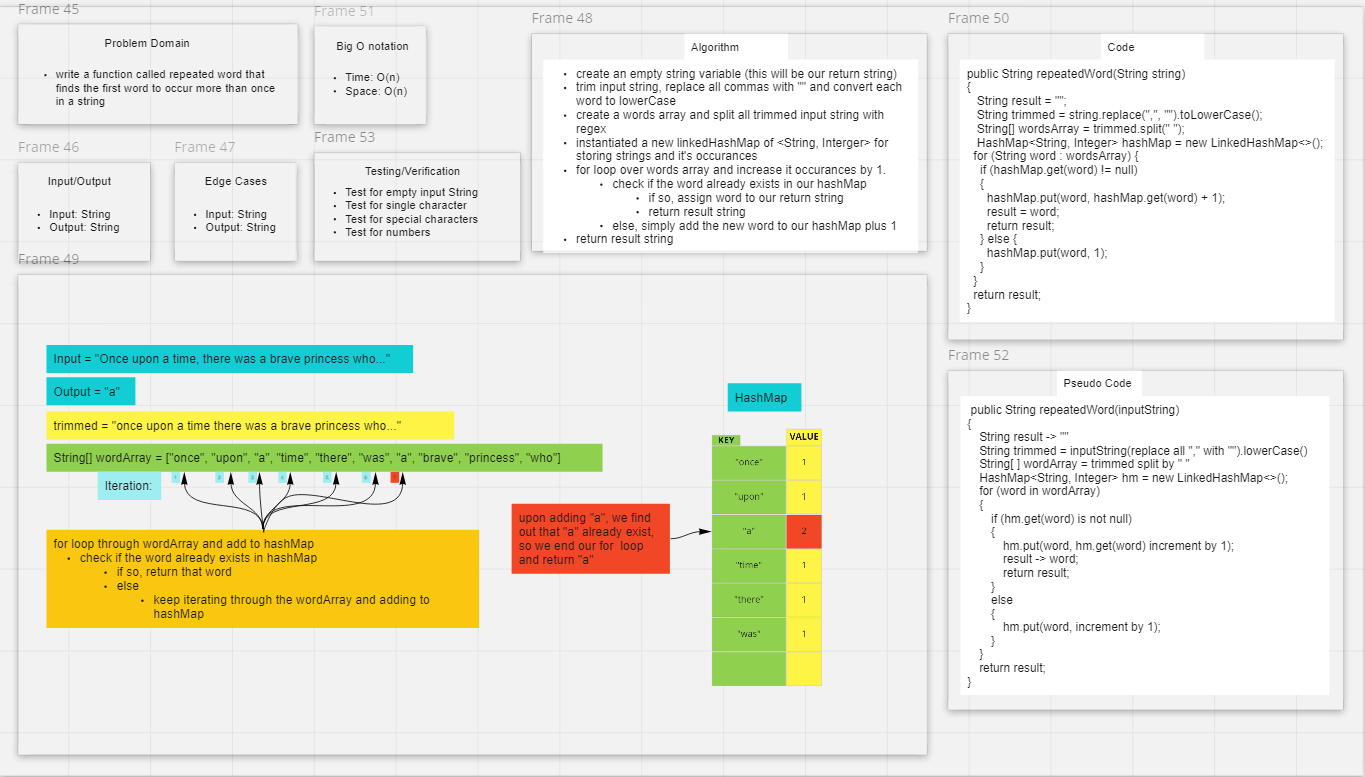 Frame 45
Problem Domain
• write a function called repeated word that
finds the first word to occur more than once
in a string
Frame 51
Big O notation
• Time: O(n)
• Space: O(n)
Frame 46
Input/Output
• Input: String
• Output: String
Frame 47
Edge Cases
• Input: String
• Output: String
Frame 53
Testing/Verification
• Test for empty input String
• Test for single character
• Test for special characters
• Test for numbers
Frame 48
Algorithm
• create an empty string variable (this will be our return string)
• trim input string, replace all commas with "" and convert each
word to lowerCase
• create a words array and split all trimmed input string with
regex
• instantiated a new linkedHashMap of <String, Interger> for
storing strings and it's occurances
• for loop over words array and increase it occurances by 1.
• check if the word already exists in our hashMap
• if so, assign word to our return string
• return result string
• else, simply add the new word to our hashMap plus 1
• return result string
Frame 50
Code
public String repeatedWord(String string)
{
String result = "";
String trimmed = string.replace(",", "").toLowerCase();
String[] wordsArray = trimmed.split(" ");
HashMap<String, Interger> hashMap = new LinkedHashMap<>();
for (String word : wordsArray) {
if (hashMap.get(word) != null)
{
hashMap.put(word, hashMap.get(word) + 1);
result = word;
return result;
} else {
hashMap.put(word, 1);
}
}
return result;
}
Frame 49
Input = "Once upon a time, there was a brave princess who..."
Output = "a"
trimmed = "once upon a time there was a brave princess who..."
String[] wordArray = ["once", "upon", "a", "time", "there", "was", "a", "brave", "princess", "who"]
Iteration:
for loop through wordArray and add to hashMap
• check if the word already exists in hashMap
• if so, return that word
• else
• keep iterating through the wordArray and adding to
hashMap
upon adding "a", we find
out that "a" already exist,
so we end our for loop
and return "a"
HashMap
KEY VALUE
"once" 1
"upon" 1
"a" 2
"time" 1
"there" 1
"was" 1
Frame 52
Pseudo Code
public String repeatedWord(inputString)
{
String result -> ""
String trimmed = inputString(replace all "," with "").lowerCase()
String[ ] wordArray = trimmed split by " "
HashMap<String, Integer> hm = new LinkedHashMap<>();
for (word in wordArray)
{
if (hm.get(word) is not null)
{
hm.put(word, hm.get(word) increment by 1);
result -> word;
return result;
}
else
{
hm.put(word, increment by 1);
}
}
return result;
}